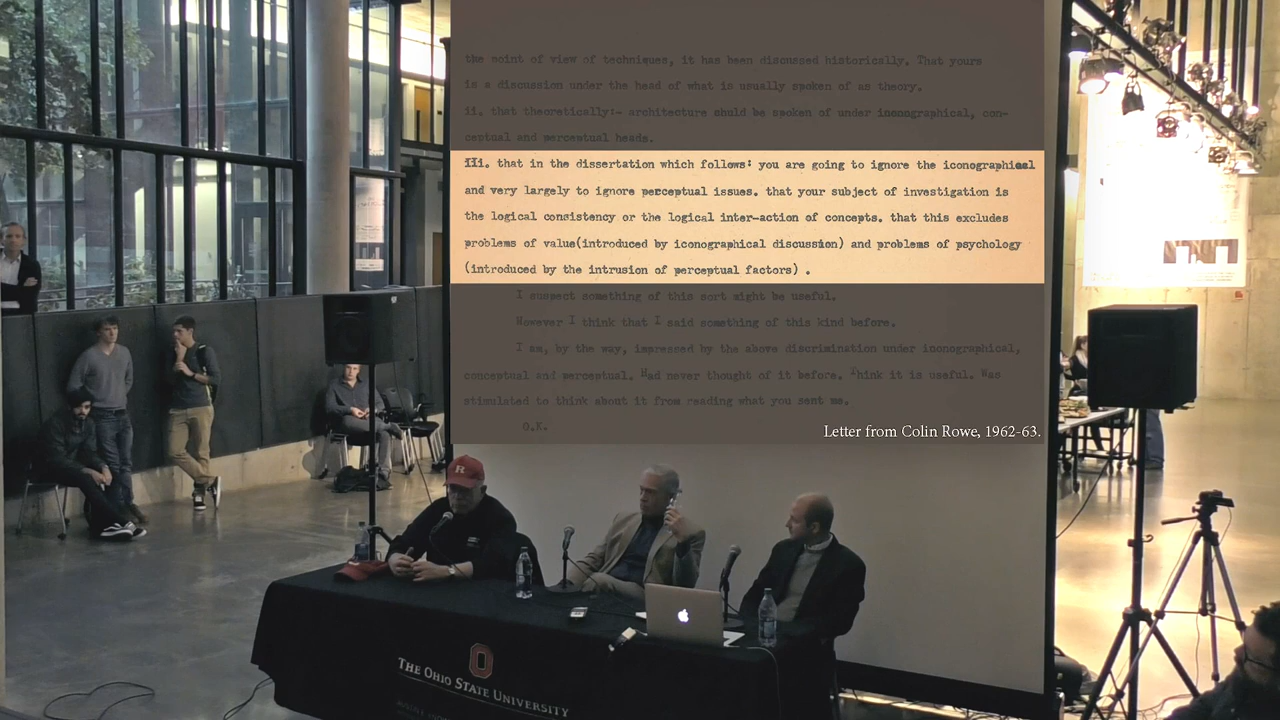 the point of view of techniques, it has been discussed historically. That yours
is a discussion under the head of what is usually spoken of as theory.
ii. that theoretically:- architecture shuld be spoken of under inonographical, con-
ceptual and perceptual heads.
III. that in the dissertation which follows: you are going to ignore the iconographical
and very largely to ignore perceptual issues. that your subject of investigation is
the logical consistency or the logical inter-action of concepts. that this excludes
problems of value(introduced by iconographical discussion) and problems of psychology
(introduced by the intrusion of perceptual factors) .
I suspect something of this sort might be useful.
However I think that I said something of this kind before.
I am, by the way, impressed by the above discrimination under inonographical,
conceptual and perceptual. Had never thought of it before. Think it is useful. Was
stimulated to think about it from reading what you sent me.
O.K.
Letter from Colin Rowe, 1962-63.
R
O
THE OHIO STATE UNIVERSITY